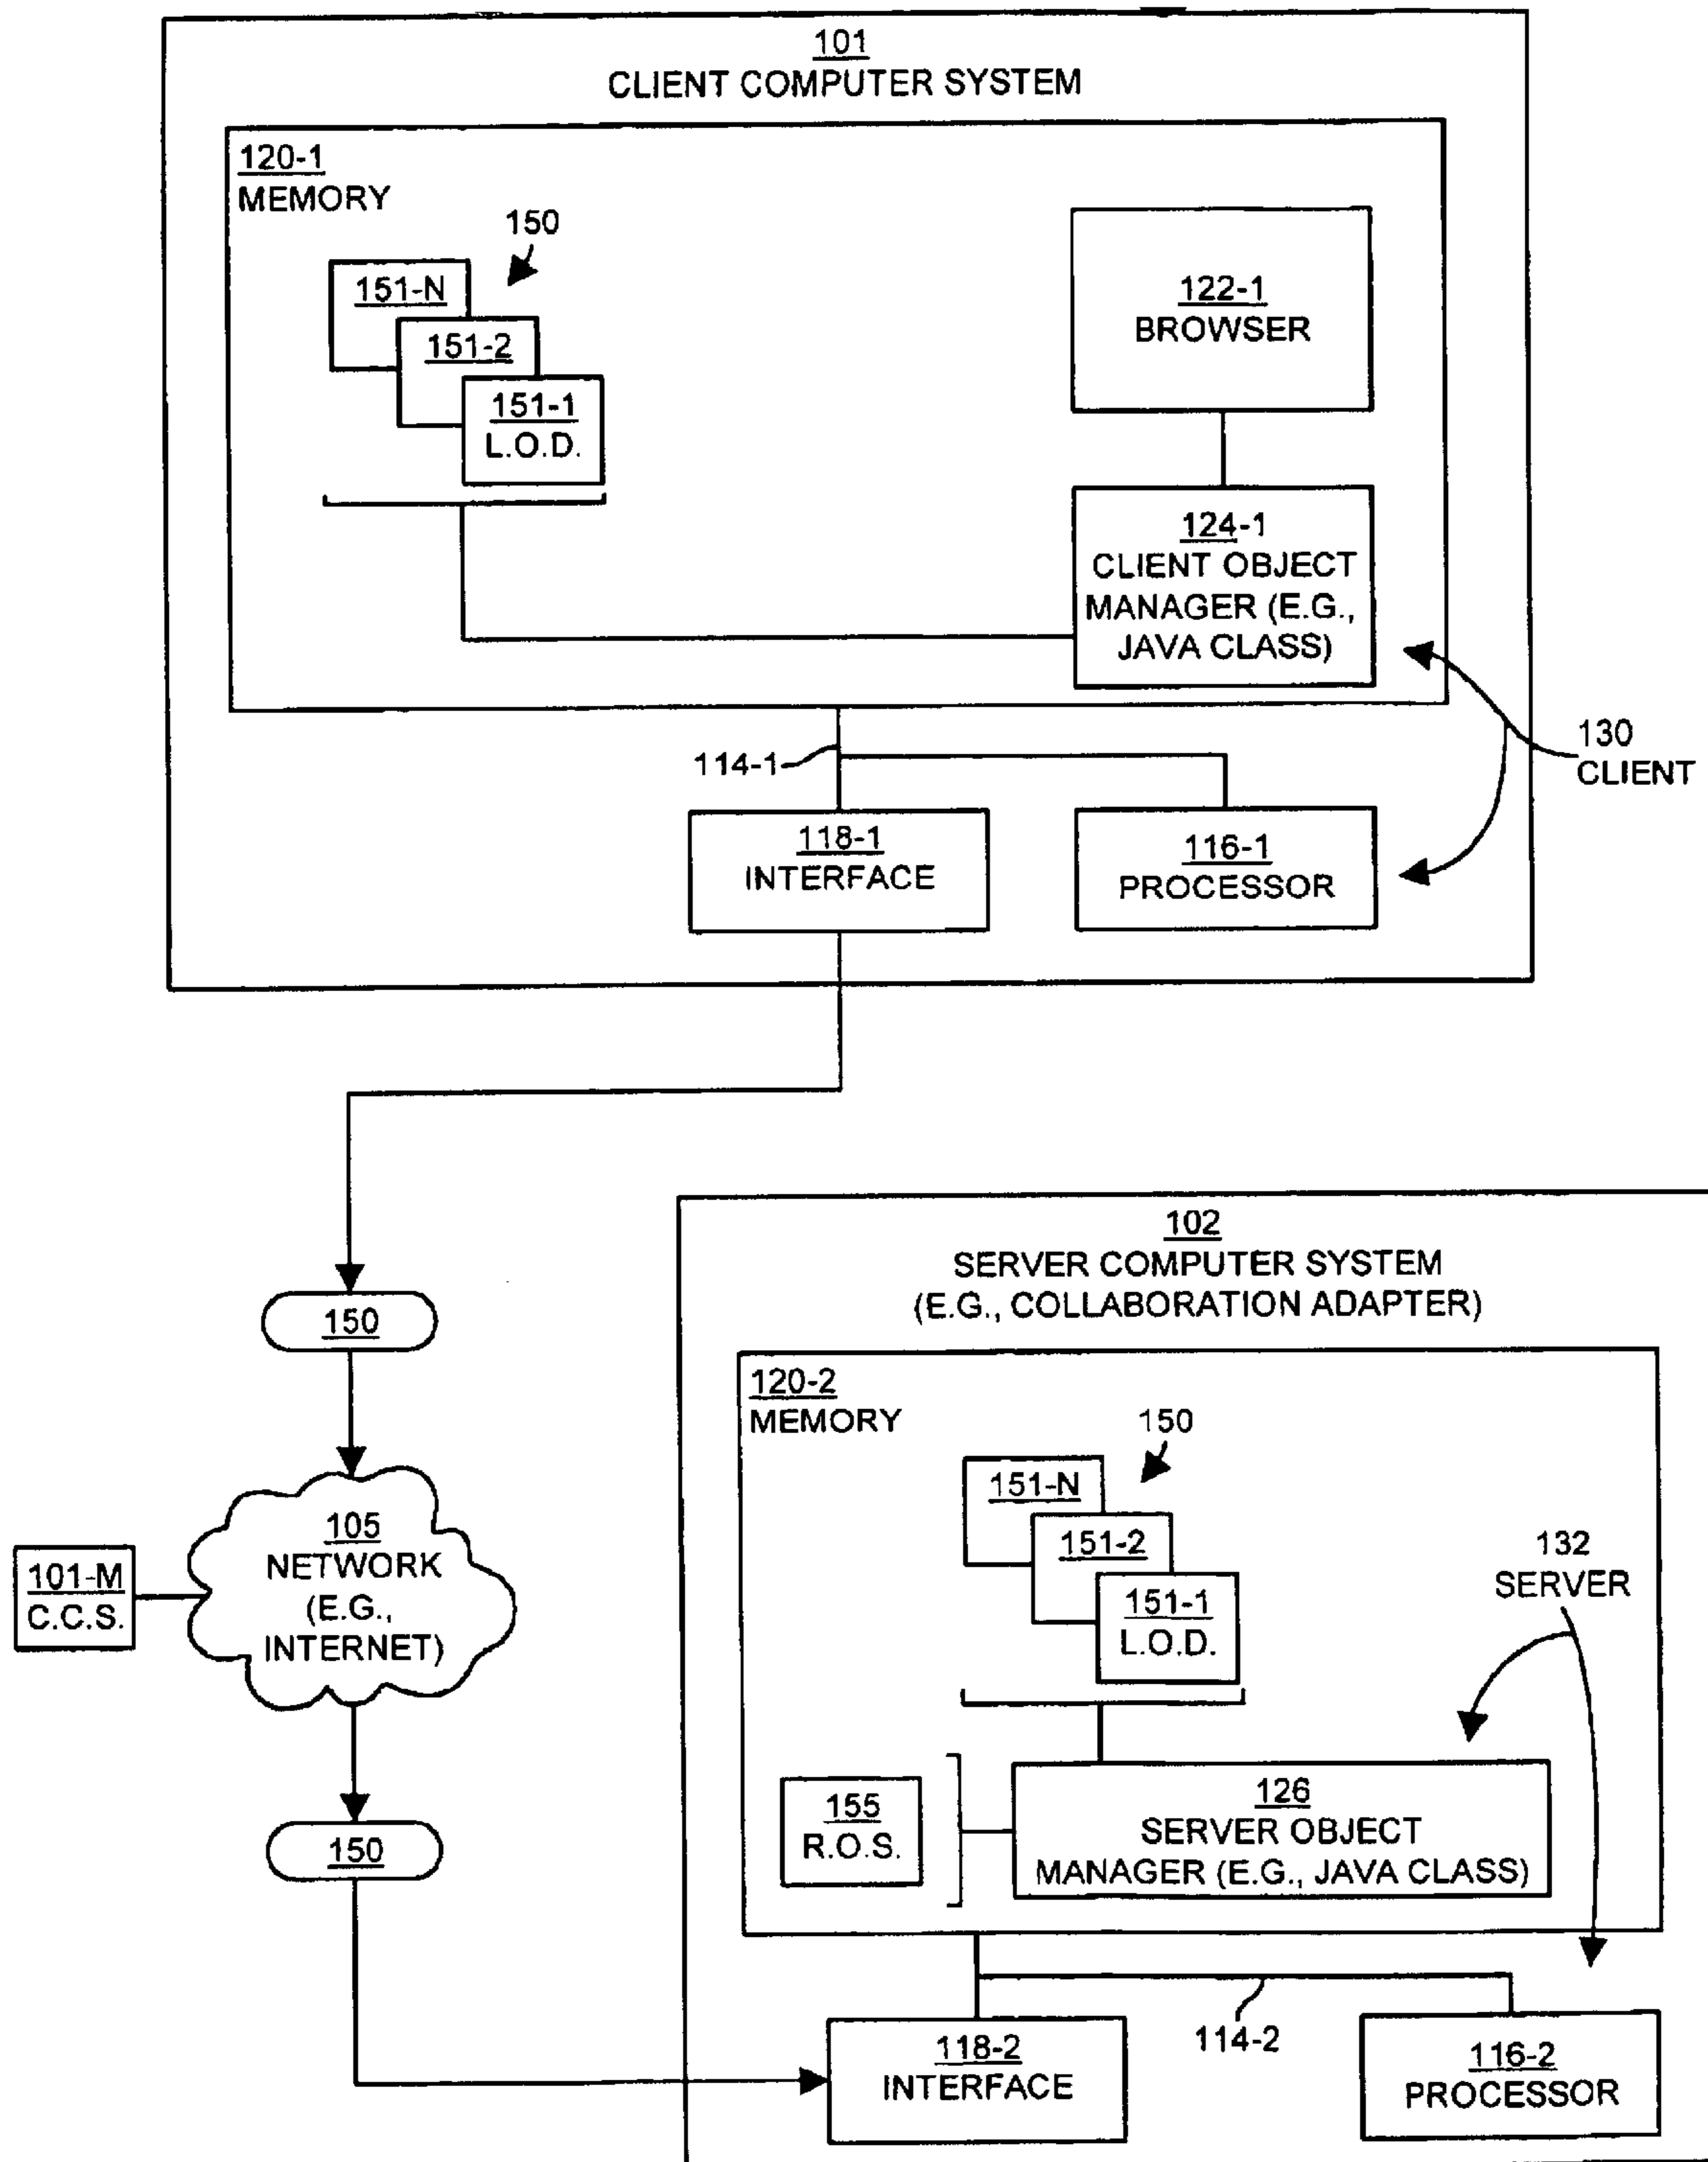 101
CLIENT COMPUTER SYSTEM
120-1
MEMORY
150
151-N
151-2
151-1
L.O.D.
122-1
BROWSER
124-1
CLIENT OBJECT
MANAGER (E.G.,
JAVA CLASS)
130
CLIENT
114-1
118-1
INTERFACE
116-1
PROCESSOR
150
105
NETWORK
(E.G.,
INTERNET)
101-M
C.C.S.
150
102
SERVER COMPUTER SYSTEM
(E.G., COLLABORATION ADAPTER)
120-2
MEMORY
150
151-N
151-2
151-1
L.O.D.
132
SERVER
155
R.O.S.
126
SERVER OBJECT
MANAGER (E.G., JAVA CLASS)
114-2
118-2
INTERFACE
116-2
PROCESSOR